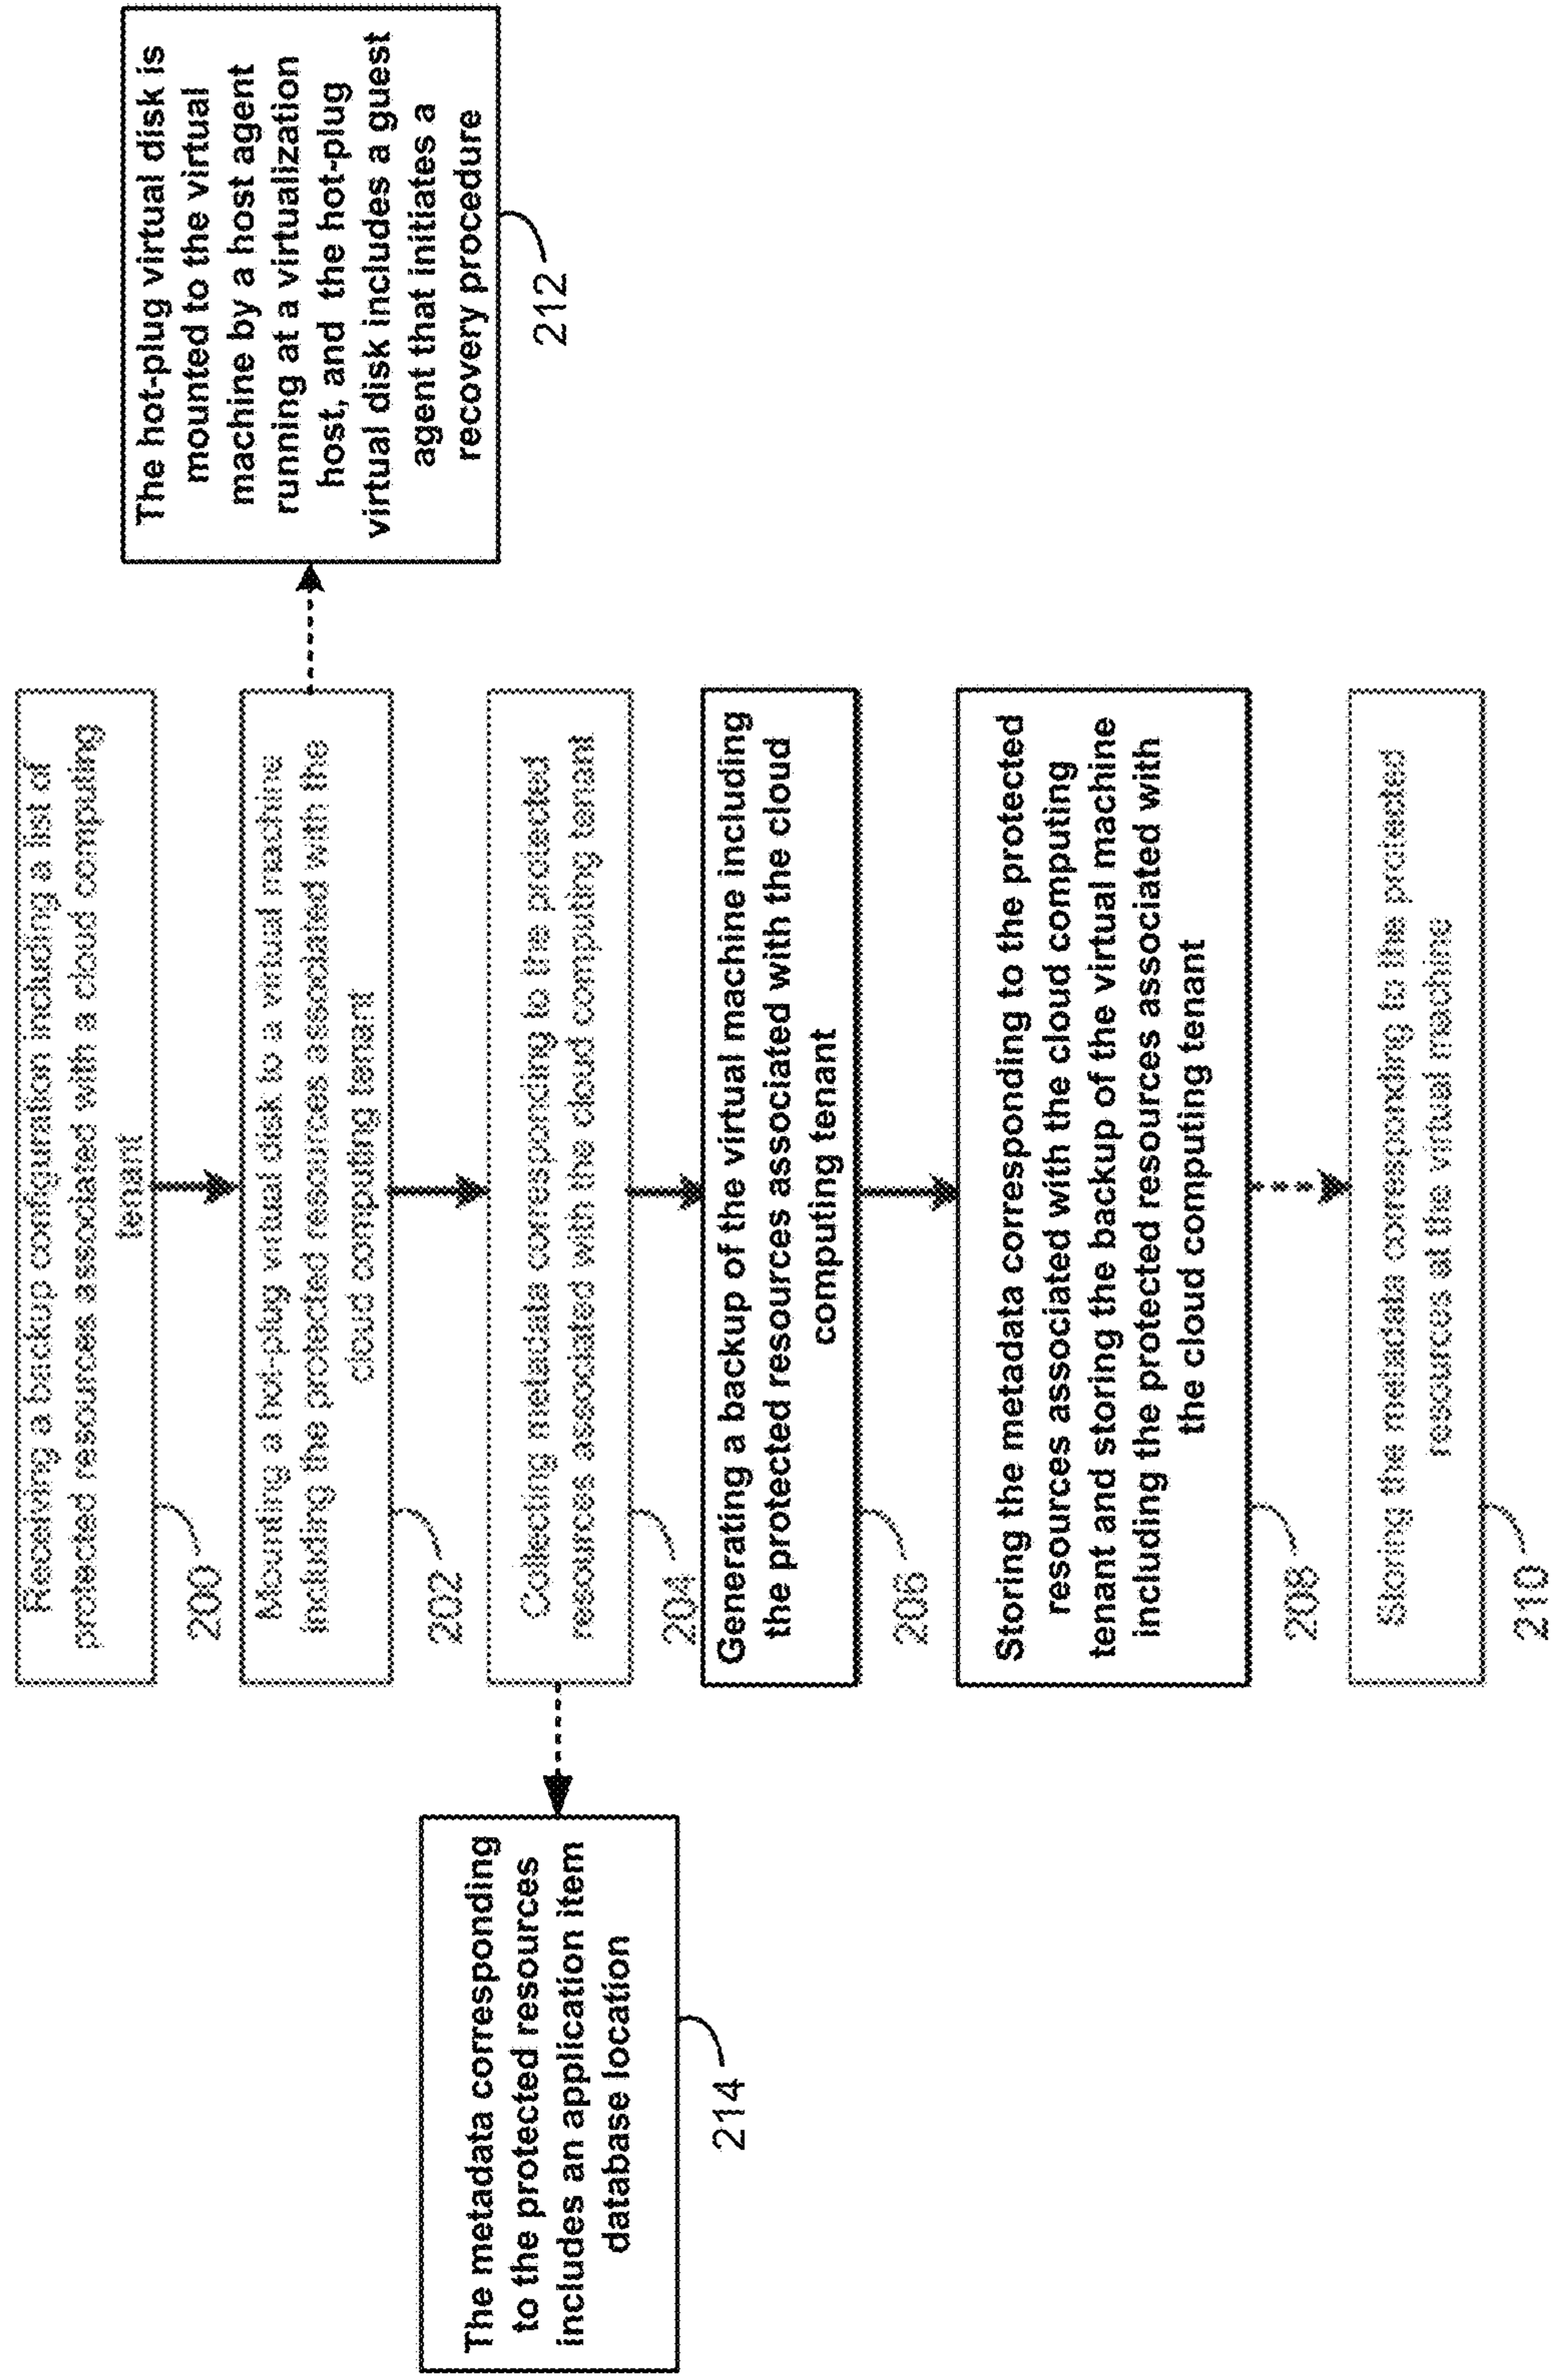 Receiving a backup configuration including a list of
protected resources associated with a cloud computing
tenant
200
Mounting a hot-plug virtual disk to a virtual machine
including the protected resources associated with the
cloud computing tenant
202
The hot-plug virtual disk is
mounted to the virtual
machine by a host agent
running at a virtualization
host, and the hot-plug
virtual disk includes a guest
agent that initiates a
recovery procedure
212
Collecting metadata corresponding to the protected
resources associated with the cloud computing tenant
204
The metadata corresponding
to the protected resources
includes an application item
database location
214
Generating a backup of the virtual machine including
the protected resources associated with the cloud
computing tenant
206
Storing the metadata corresponding to the protected
resources associated with the cloud computing
tenant and storing the backup of the virtual machine
including the protected resources associated with
the cloud computing tenant
208
Storing the metadata corresponding to the protected
resources at the virtual machine
210